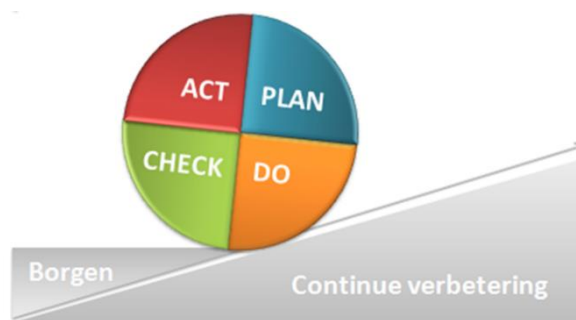 ACT
PLAN
CHECK
DO
Borgen
Continue verbetering